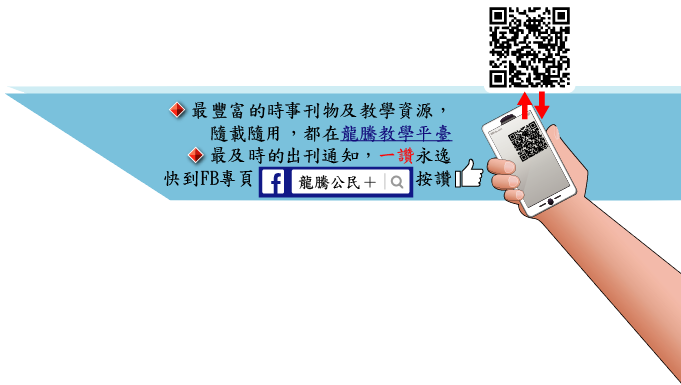 最豐富的時事刊物及教學資源，
隨載隨用，都在龍騰教學平臺
最及時的出刊通知，一讚永逸
快到FB專頁 f 龍騰公民＋ 按讚